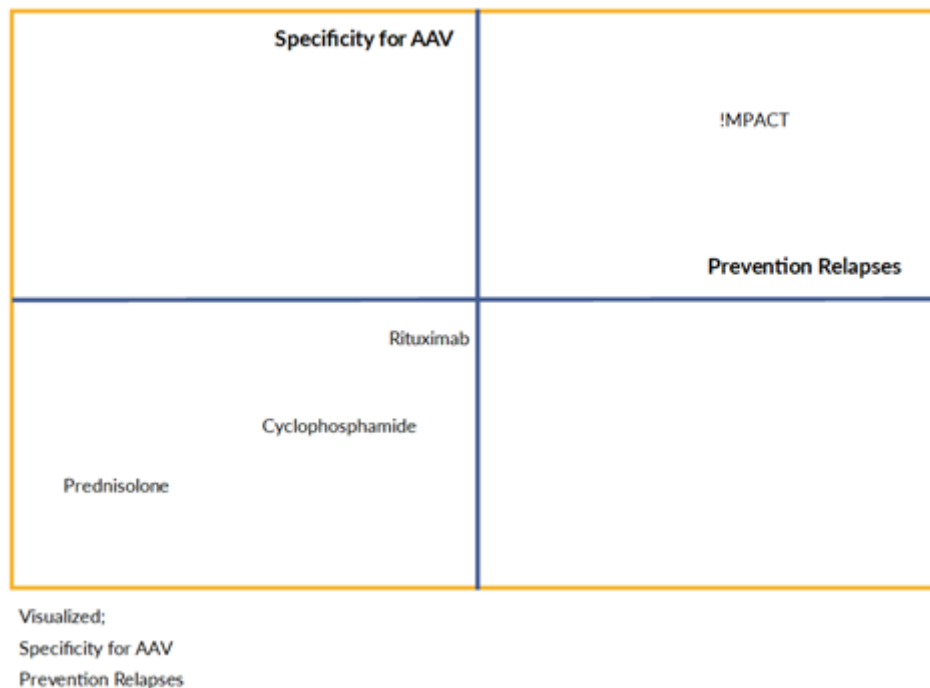 Specificity for AAV
!MPACT
Prevention Relapses
Rituximab
Cyclophosphamide
Prednisolone
Visualized;
Specificity for AAV
Prevention Relapses